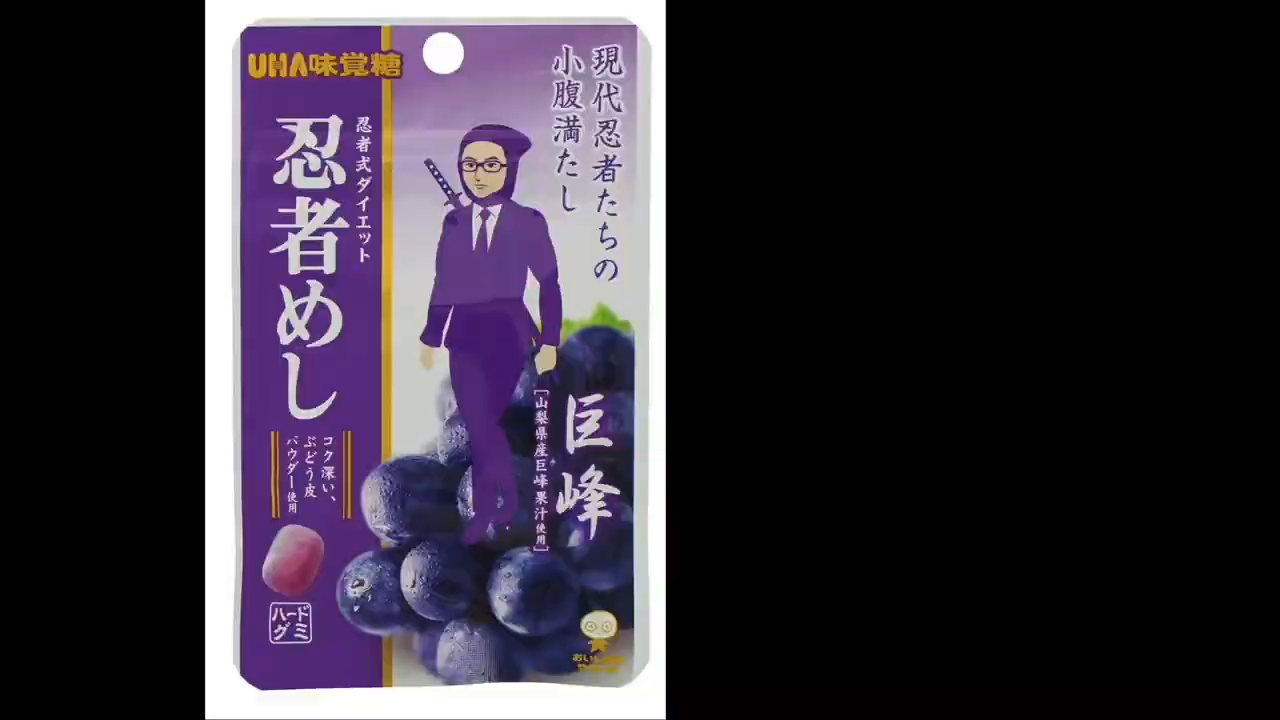 UHA味覚糖
現代忍者たちの
小腹満たし
忍者式ダイエット
忍者めし
巨峰
[山梨県産巨峰果汁使用]
コク深い、
ぶどう皮
パウダー使用
ハード
グミ